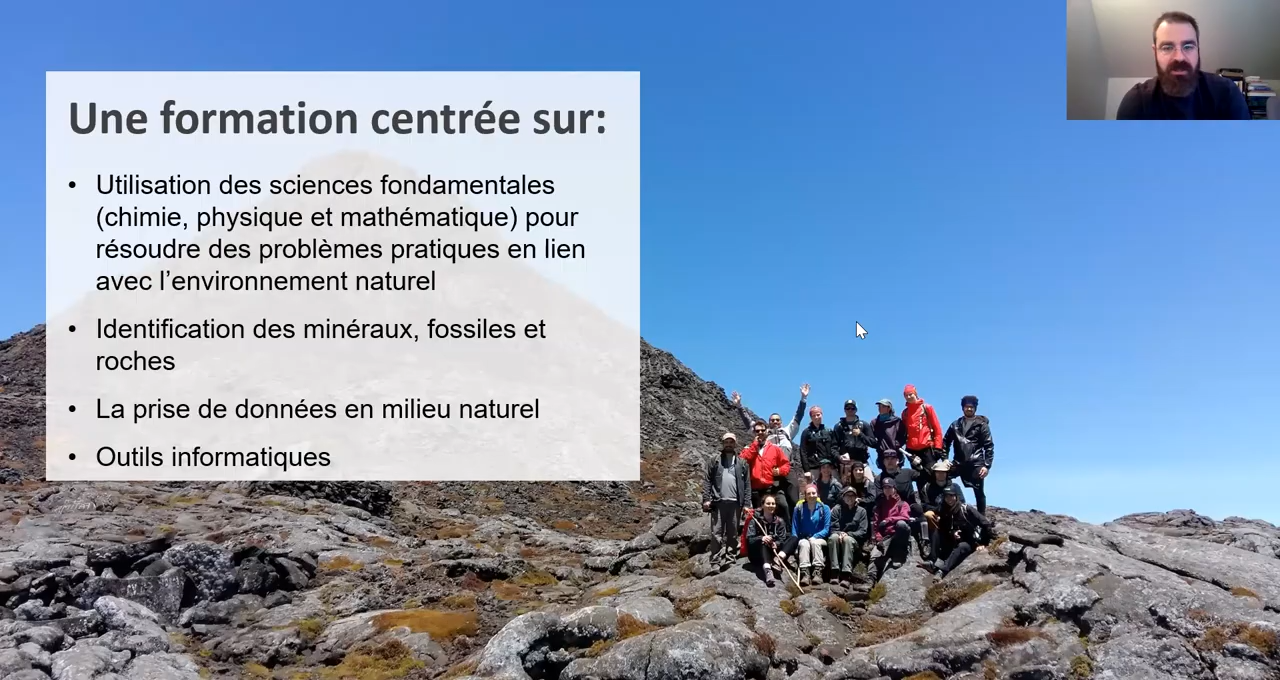 Une formation centrée sur:
• Utilisation des sciences fondamentales
(chimie, physique et mathématique) pour
résoudre des problèmes pratiques en lien
avec l’environnement naturel
• Identification des minéraux, fossiles et
roches
• La prise de données en milieu naturel
• Outils informatiques